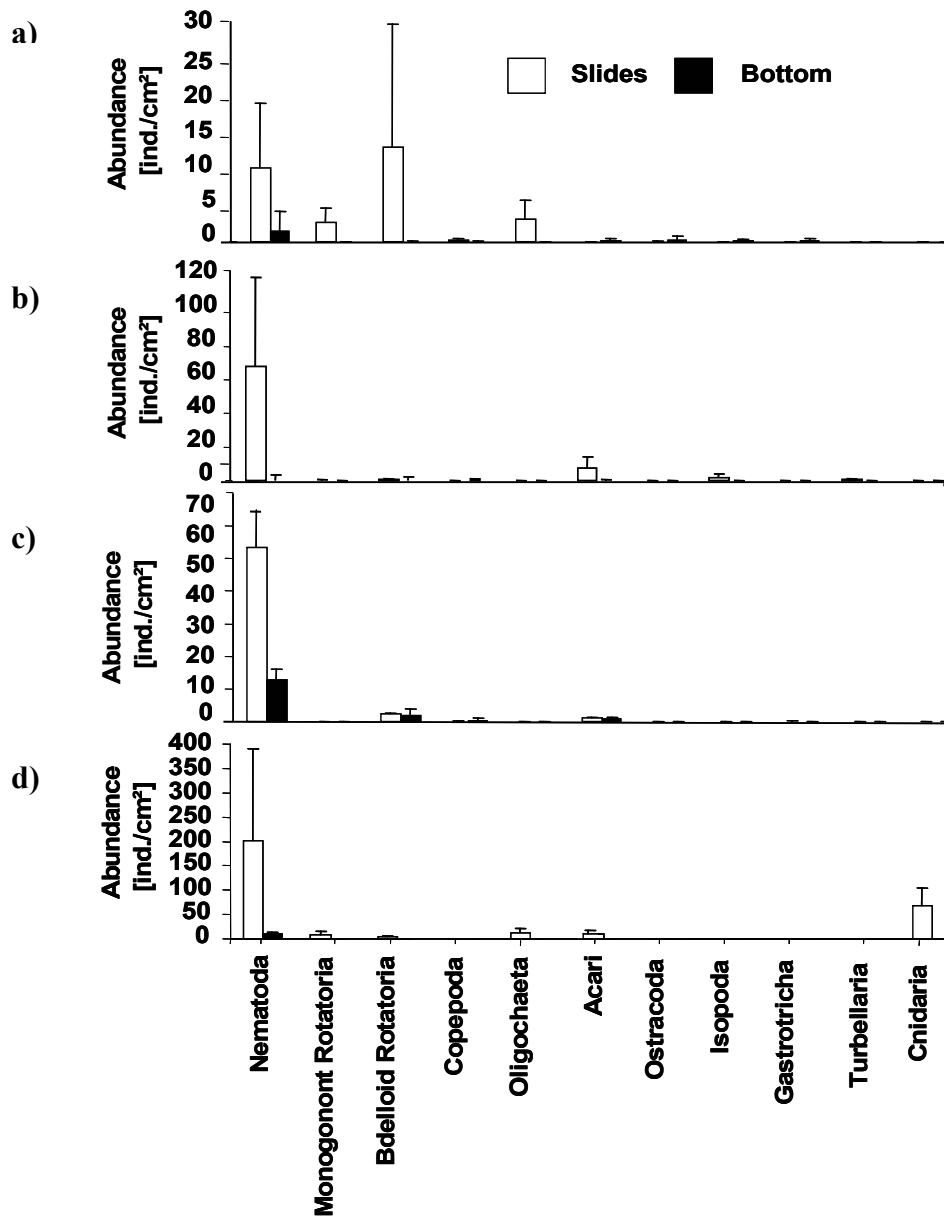 a)
Abundance
[ind./cm²]
30
25
20
15
10
5
0
Slides
Bottom
b)
Abundance
[ind./cm²]
120
100
80
60
40
20
0
c)
Abundance
[ind./cm²]
70
60
50
40
30
20
10
0
d)
Abundance
[ind./cm²]
400
350
300
250
200
150
100
50
0
Nematoda
Monogonont Rotatoria
Bdelloid Rotatoria
Copepoda
Oligochaeta
Acari
Ostracoda
Isopoda
Gastrotricha
Turbellaria
Cnidaria